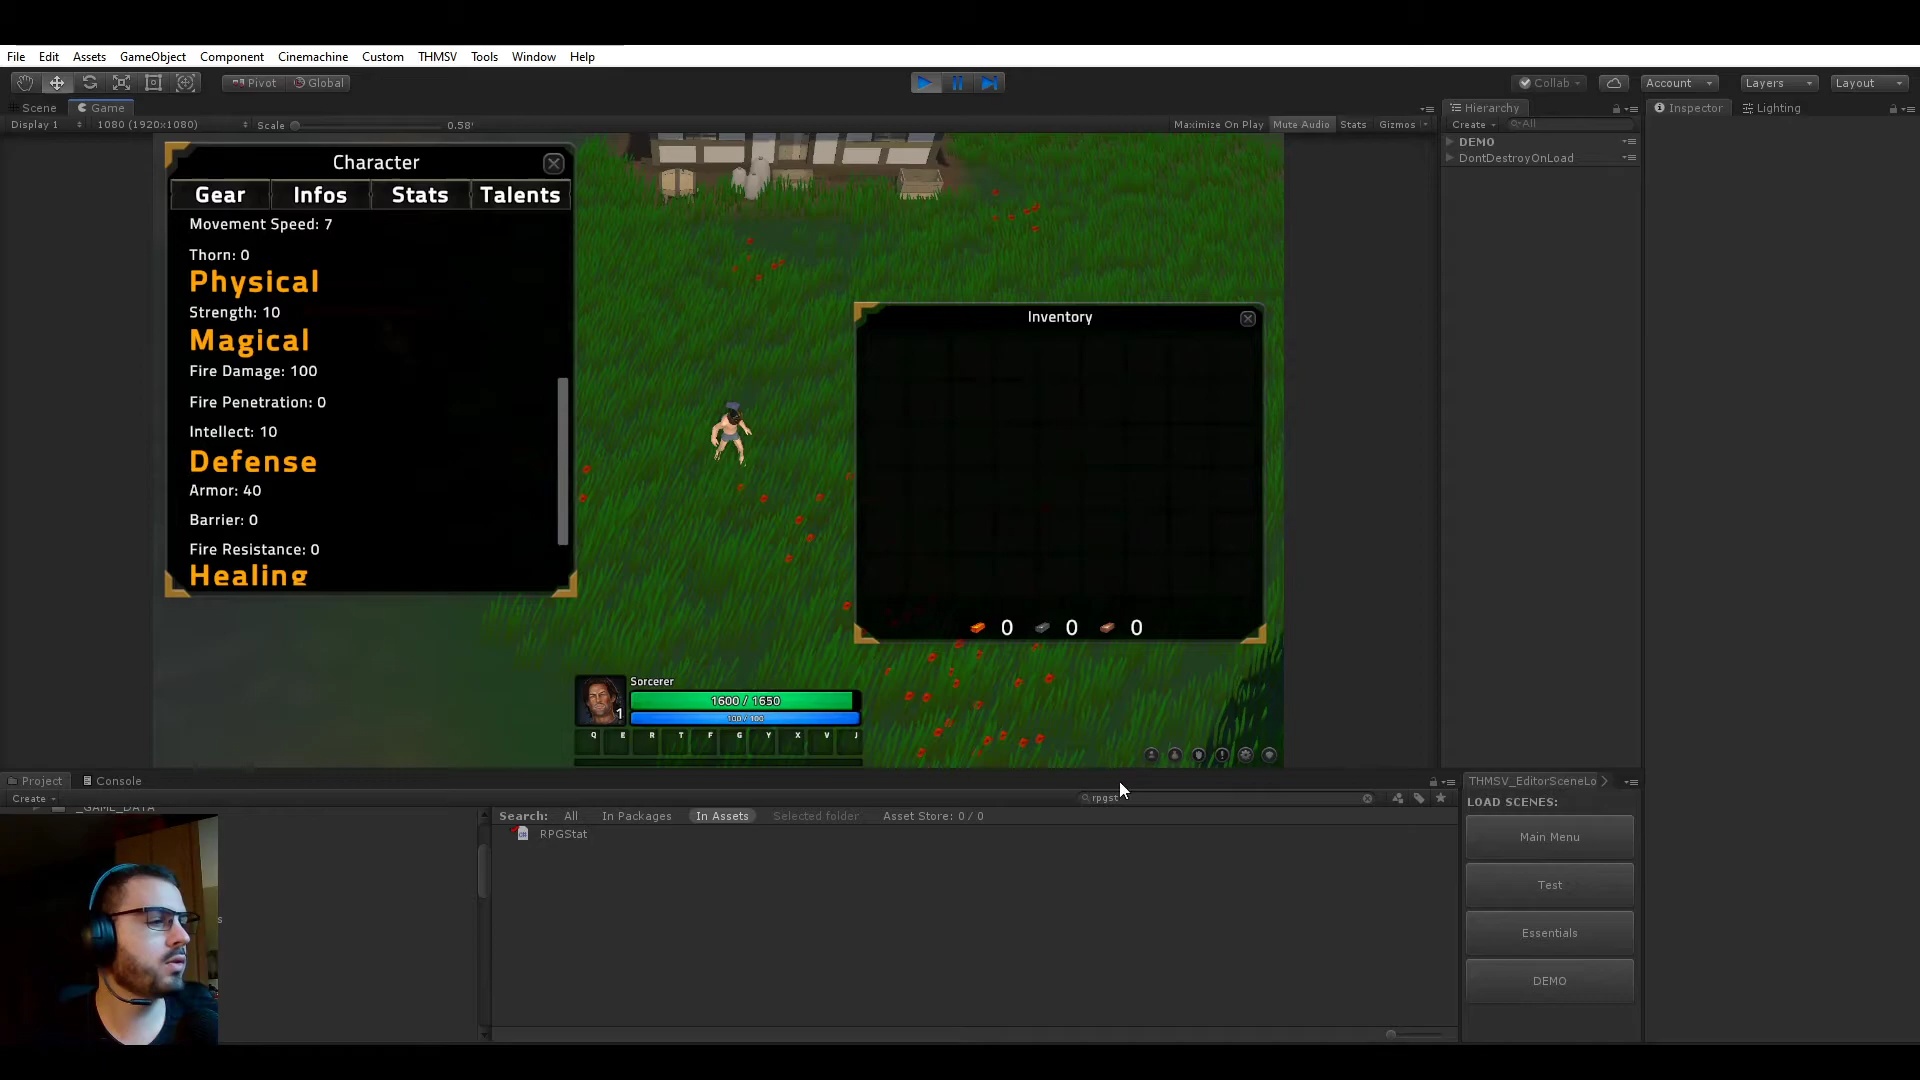 File Edit Assets GameObject Component Cinemachine Custom THMSV Tools Window Help
Pivot Global Collab Account Layers Layout
Scene Game Hierarchy Inspector Lighting
Display 1 1080 (1920x1080) Scale 0.58 Maximize On Play Mute Audio Stats Gizmos Create All
DEMO
DontDestroyOnLoad
Character
Gear Infos Stats Talents
Movement Speed: 7
Thorn: 0
Physical
Strength: 10
Magical
Fire Damage: 100
Fire Penetration: 0
Intellect: 10
Defense
Armor: 40
Barrier: 0
Fire Resistance: 0
Healing
Inventory
0 0 0
Sorcerer
1600 / 1650
100 / 100
1
Q E R T F G Y X V J
Project Console
Create
rpgst
_GAME_DATA
Search: All In Packages In Assets Selected folder Asset Store: 0 / 0
RPGStat
THMSV_EditorSceneLo
LOAD SCENES:
Main Menu
Test
Essentials
DEMO